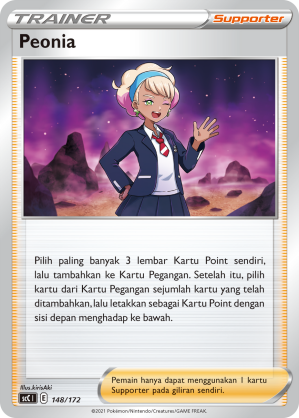 TRAINER Supporter
Peonia
Pilih paling banyak 3 lembar Kartu Point sendiri,
lalu tambahkan ke Kartu Pegangan. Setelah itu, pilih
kartu dari Kartu Pegangan sejumlah kartu yang telah
ditambahkan, lalu letakkan sebagai Kartu Point dengan
sisi depan menghadap ke bawah.
Illus.kirisAki
sC1 I E 148/172
Pemain hanya dapat menggunakan 1 kartu
Supporter pada giliran sendiri.
©2021 Pokémon/Nintendo/Creatures/GAME FREAK.